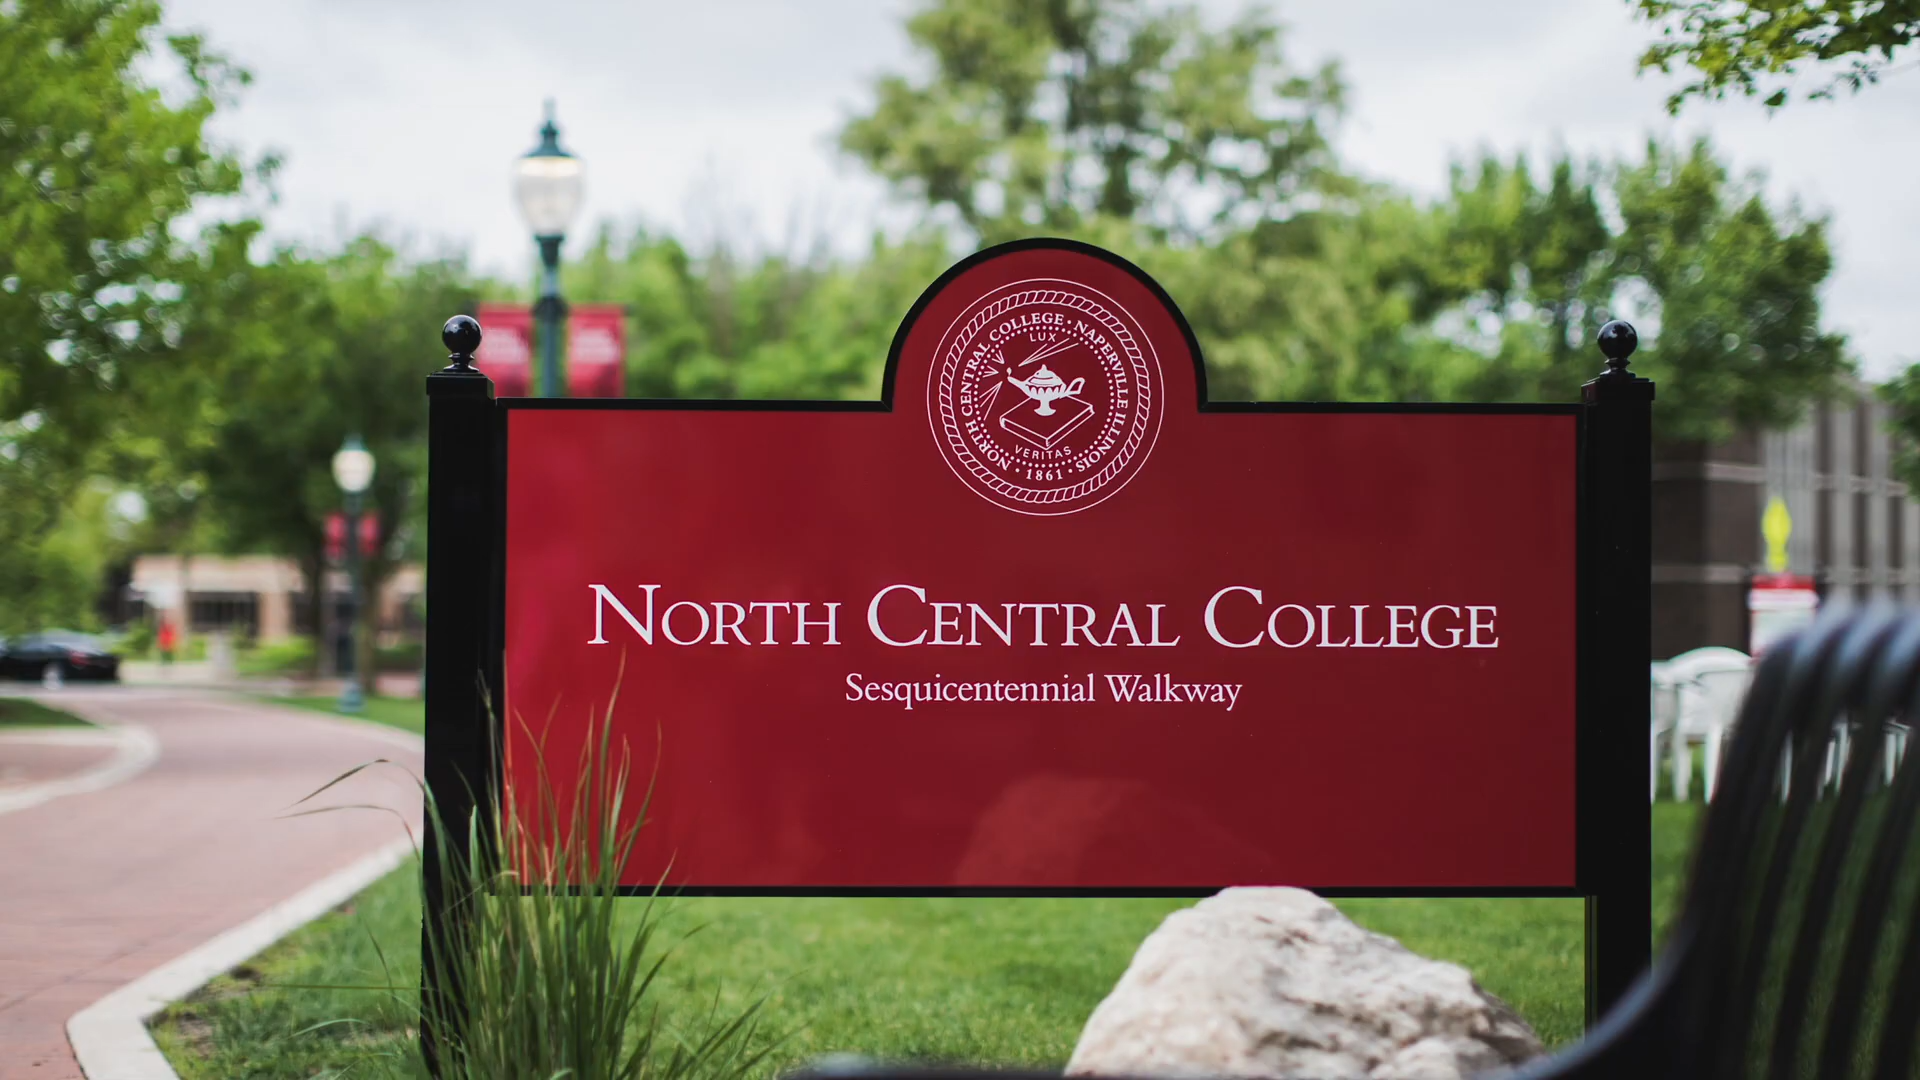 NORTH CENTRAL COLLEGE · NAPERVILLE ILLINOIS
LUX
VERITAS
· 1861 ·
NORTH CENTRAL COLLEGE
Sesquicentennial Walkway